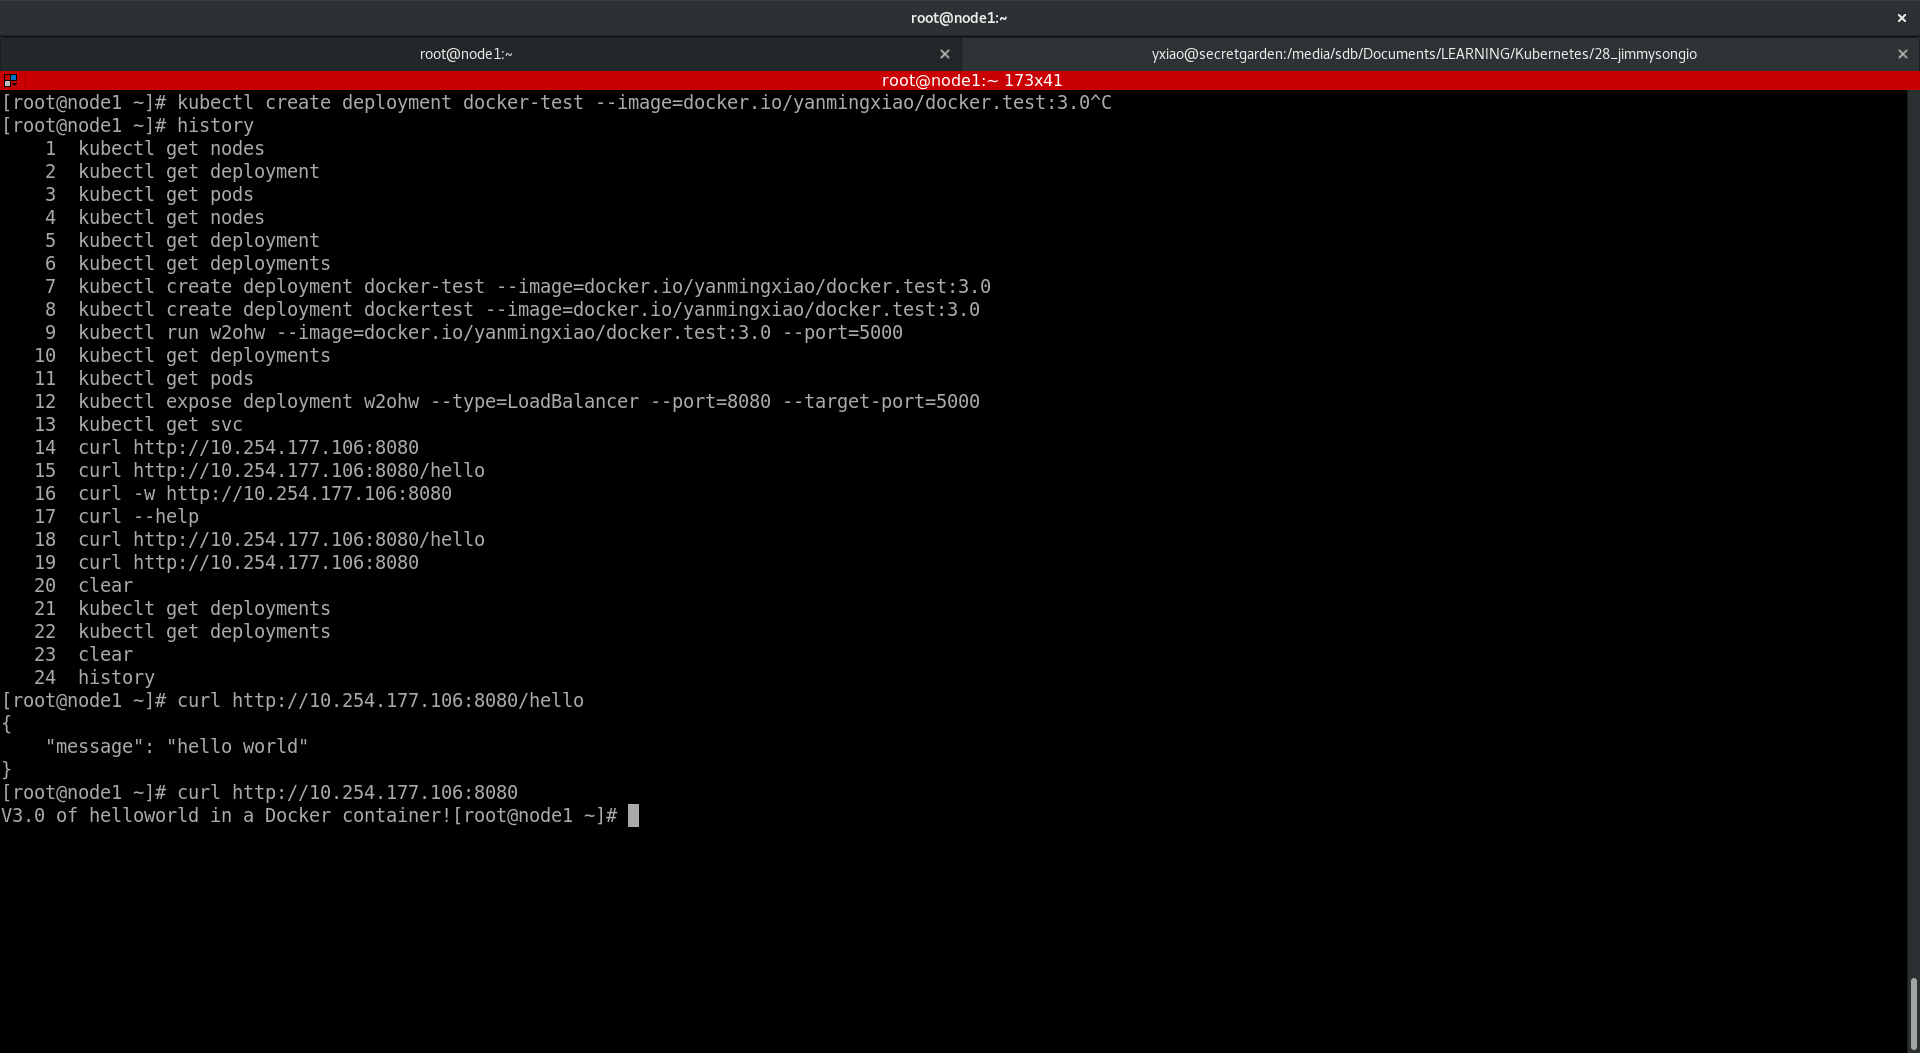 root@node1:~
root@node1:~
yxiao@secretgarden:/media/sdb/Documents/LEARNING/Kubernetes/28_jimmysongio
root@node1:~ 173x41
[root@node1 ~]# kubectl create deployment docker-test --image=docker.io/yanmingxiao/docker.test:3.0^C
[root@node1 ~]# history
    1  kubectl get nodes
    2  kubectl get deployment
    3  kubectl get pods
    4  kubectl get nodes
    5  kubectl get deployment
    6  kubectl get deployments
    7  kubectl create deployment docker-test --image=docker.io/yanmingxiao/docker.test:3.0
    8  kubectl create deployment dockertest --image=docker.io/yanmingxiao/docker.test:3.0
    9  kubectl run w2ohw --image=docker.io/yanmingxiao/docker.test:3.0 --port=5000
   10  kubectl get deployments
   11  kubectl get pods
   12  kubectl expose deployment w2ohw --type=LoadBalancer --port=8080 --target-port=5000
   13  kubectl get svc
   14  curl http://10.254.177.106:8080
   15  curl http://10.254.177.106:8080/hello
   16  curl -w http://10.254.177.106:8080
   17  curl --help
   18  curl http://10.254.177.106:8080/hello
   19  curl http://10.254.177.106:8080
   20  clear
   21  kubeclt get deployments
   22  kubectl get deployments
   23  clear
   24  history
[root@node1 ~]# curl http://10.254.177.106:8080/hello
{
    "message": "hello world"
}
[root@node1 ~]# curl http://10.254.177.106:8080
V3.0 of helloworld in a Docker container![root@node1 ~]#